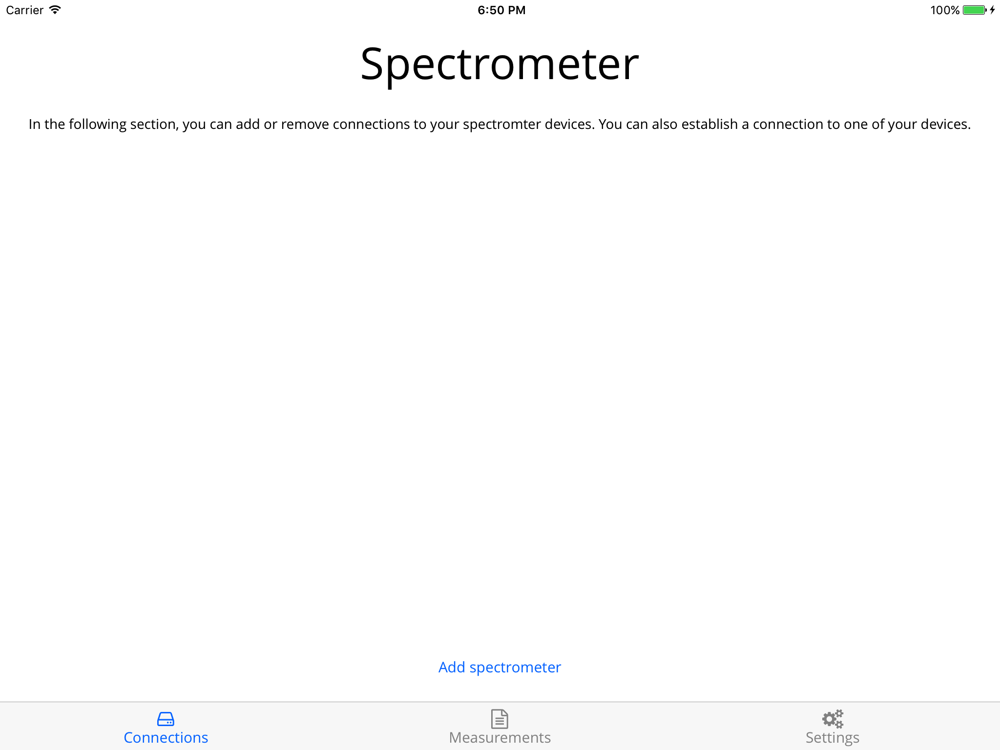 Carrier 6:50 PM 100%
Spectrometer
In the following section, you can add or remove connections to your spectromter devices. You can also establish a connection to one of your devices.
Add spectrometer
Connections Measurements Settings